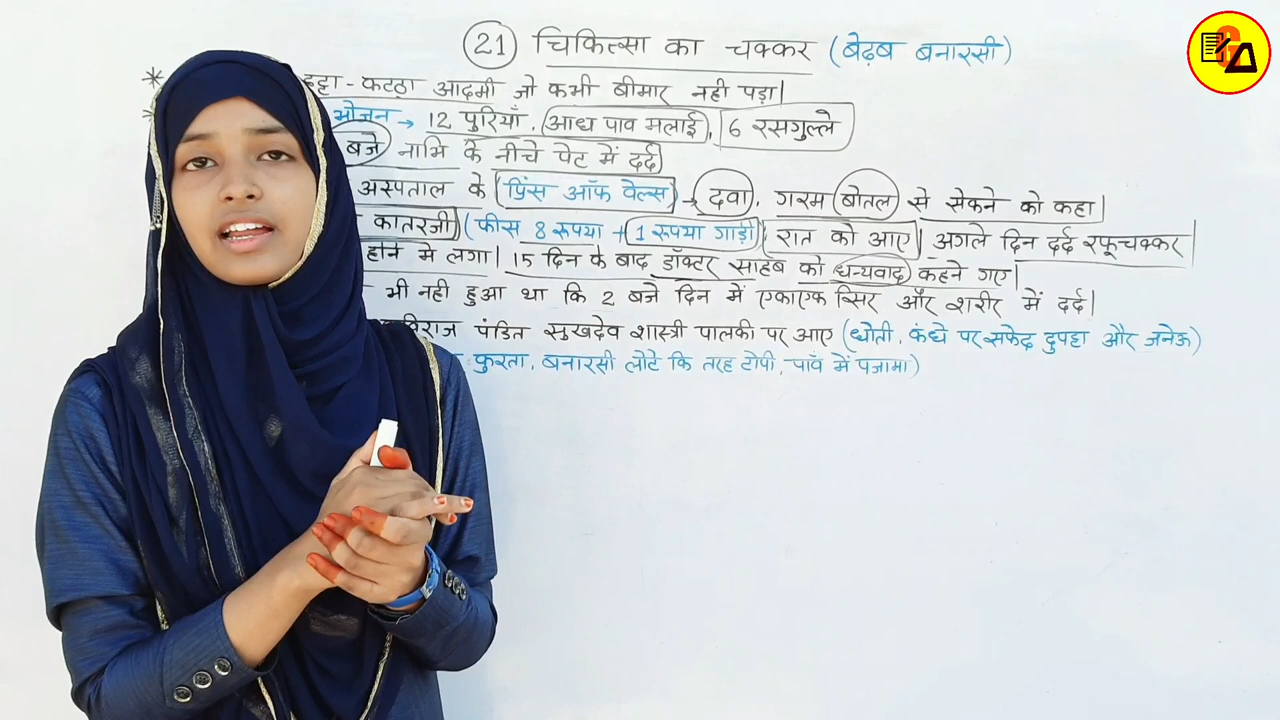 21 चिकित्सा का चक्कर (बेढ़ब बनारसी)
* हट्टा - कटठा आदमी जो कभी बीमार नही पड़ा|
भोजन → 12 पुरियाँ, आध पाव मलाई, 6 रसगुल्ले
बजे नाभि के नीचे पेट में दर्द
अस्पताल के प्रिंस ऑफ वेल्स → दवा, गरम बोतल से सेकने को कहा|
कातरजी (फीस 8 रूपया + 1 रूपया गाड़ी) रात को आए| अगले दिन दर्द रफूचक्कर|
होने मे लगा| 15 दिन के बाद डॉक्टर साहब को धन्यवाद कहने गए|
भी नही हुआ था कि 2 बजे दिन में एकाएक सिर और शरीर में दर्द|
पंडित सुखदेव शास्त्री पालकी पर आए (धोती, कंधे पर सफेद दुपट्टा और जनेऊ)
कुरता, बनारसी लोटे कि तरह टोपी, पाँव में पजामा)